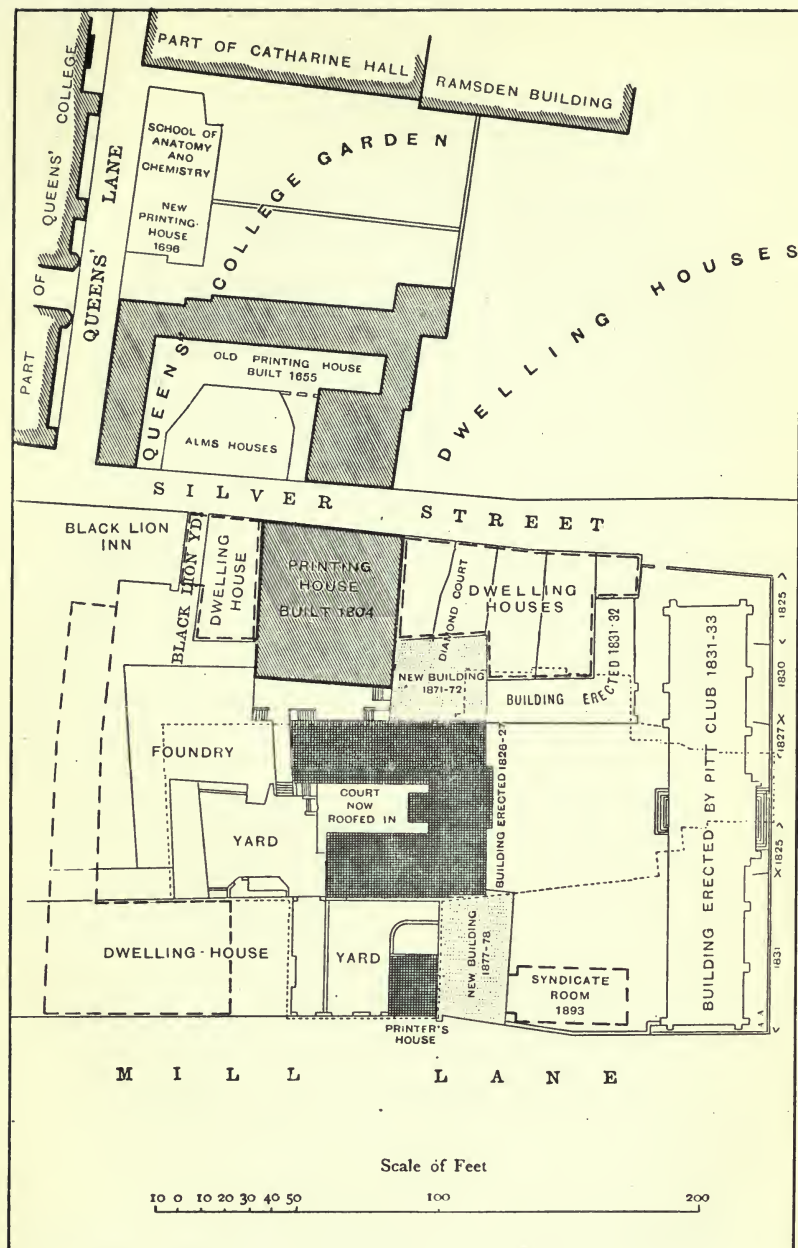 PART OF CATHARINE HALL
RAMSDEN BUILDING
PART OF QUEENS' COLLEGE
QUEENS' LANE
SCHOOL OF
ANATOMY
AND
CHEMISTRY
NEW
PRINTING-
HOUSE
1696
QUEENS' COLLEGE GARDEN
DWELLING HOUSES
OLD PRINTING HOUSE
BUILT 1655
ALMS HOUSES
SILVER STREET
BLACK LION
INN
BLACK LION YD
DWELLING
HOUSE
PRINTING
HOUSE
BUILT 1804
DIAMOND COURT
DWELLING
HOUSES
NEW BUILDING
1871-72
BUILDING ERECTED 1831-32
1825
1830
1827
1825
1831
FOUNDRY
COURT
NOW
ROOFED IN
BUILDING ERECTED 1826-27
YARD
BUILDING ERECTED BY PITT CLUB 1831-33
DWELLING-HOUSE
YARD
NEW BUILDING
1877-78
SYNDICATE
ROOM
1893
PRINTER'S
HOUSE
MILL LANE
Scale of Feet
10 0 10 20 30 40 50 100 200